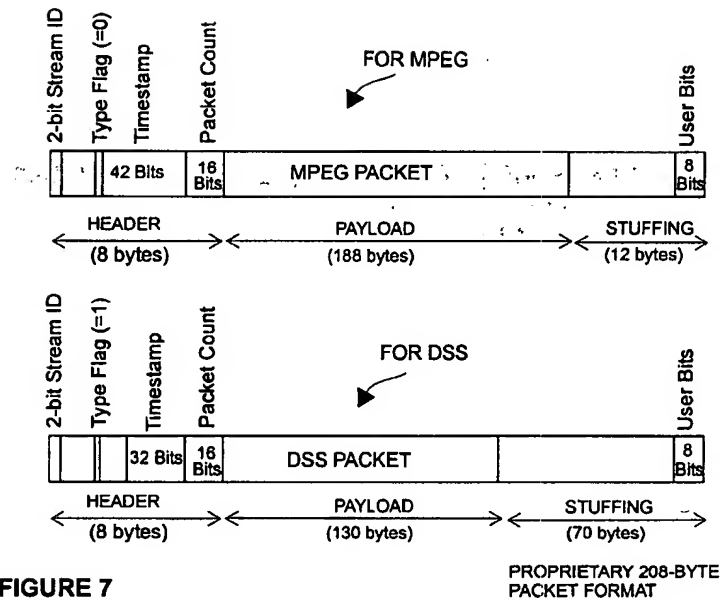 2-bit Stream ID
Type Flag (=0)
Timestamp
Packet Count
FOR MPEG
User Bits
42 Bits
16 Bits
MPEG PACKET
8 Bits
HEADER
(8 bytes)
PAYLOAD
(188 bytes)
STUFFING
(12 bytes)
2-bit Stream ID
Type Flag (=1)
Timestamp
Packet Count
FOR DSS
User Bits
32 Bits
16 Bits
DSS PACKET
8 Bits
HEADER
(8 bytes)
PAYLOAD
(130 bytes)
STUFFING
(70 bytes)
FIGURE 7
PROPRIETARY 208-BYTE
PACKET FORMAT